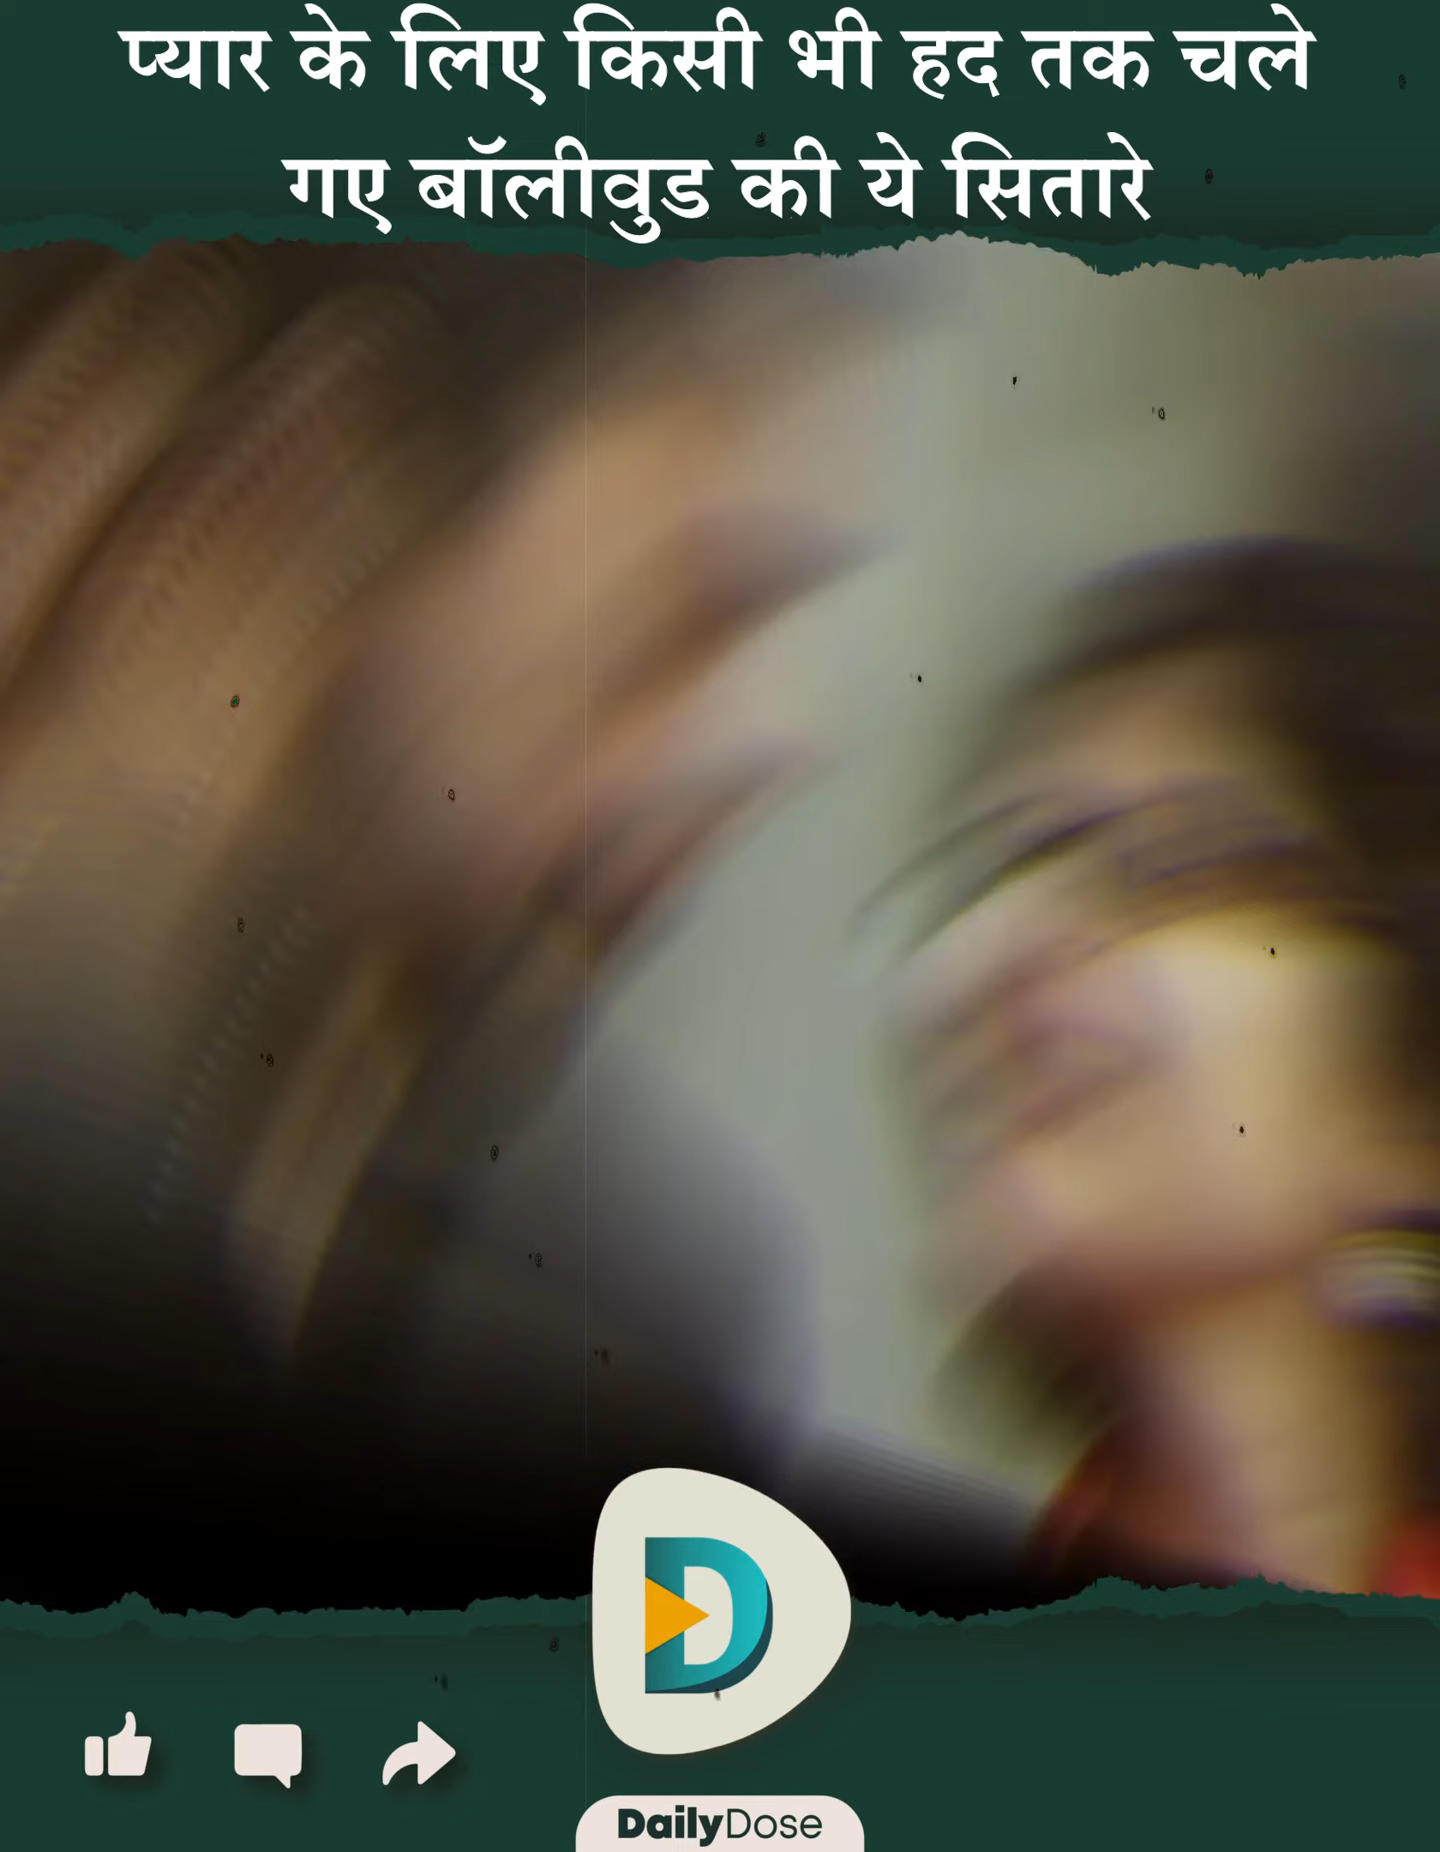 प्यार के लिए किसी भी हद तक चले
गए बॉलीवुड की ये सितारे
D
DailyDose